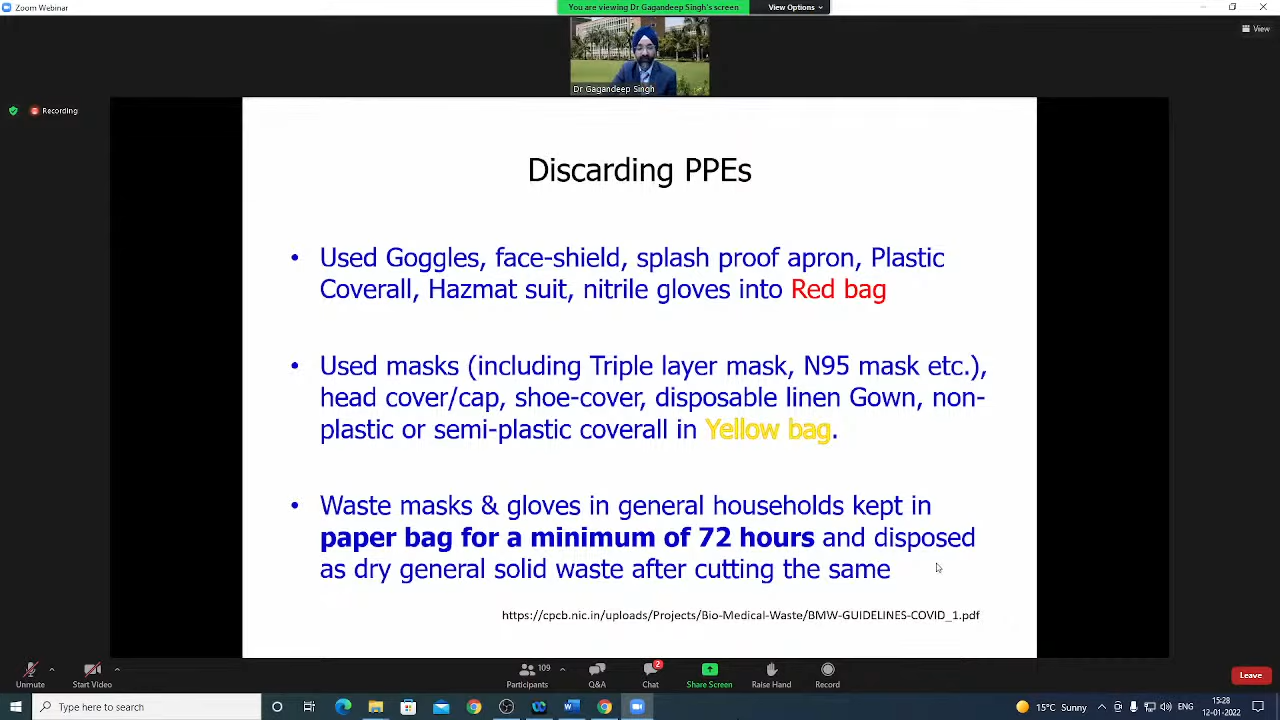 Zoom Webinar
You are viewing Dr Gagandeep Singh's screen
View Options
View
Recording
Dr Gagandeep Singh
Discarding PPEs
• Used Goggles, face-shield, splash proof apron, Plastic
Coverall, Hazmat suit, nitrile gloves into Red bag
• Used masks (including Triple layer mask, N95 mask etc.),
head cover/cap, shoe-cover, disposable linen Gown, non-
plastic or semi-plastic coverall in Yellow bag.
• Waste masks & gloves in general households kept in
paper bag for a minimum of 72 hours and disposed
as dry general solid waste after cutting the same
https://cpcb.nic.in/uploads/Projects/Bio-Medical-Waste/BMW-GUIDELINES-COVID_1.pdf
Unmute
Start Video
109
Participants
Q&A
2
Chat
Share Screen
Raise Hand
Record
Leave
Type here to search
15°C Sunny
ENG
15:28
12-01-2022